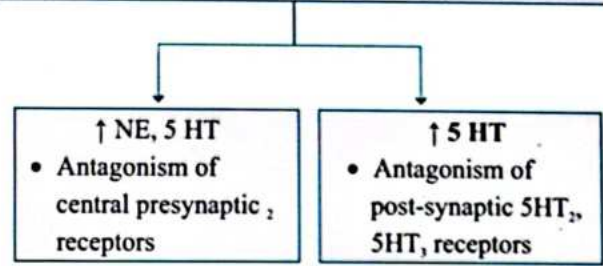 ↑ NE, 5 HT
• Antagonism of
central presynaptic ₂
receptors
↑ 5 HT
• Antagonism of
post-synaptic 5HT₂,
5HT₃ receptors